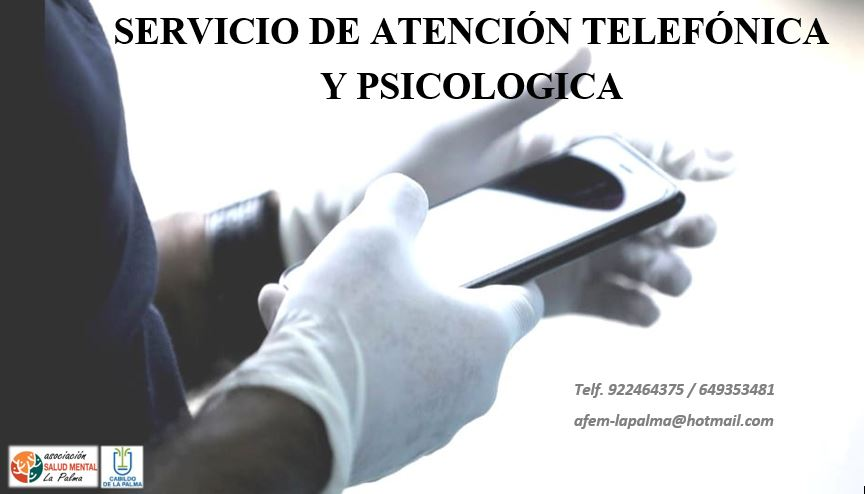 SERVICIO DE ATENCIÓN TELEFÓNICA
Y PSICOLOGICA
Telf. 922464375 / 649353481
afem-lapalma@hotmail.com
asociación
SALUD MENTAL
La Palma
CABILDO
DE LA PALMA